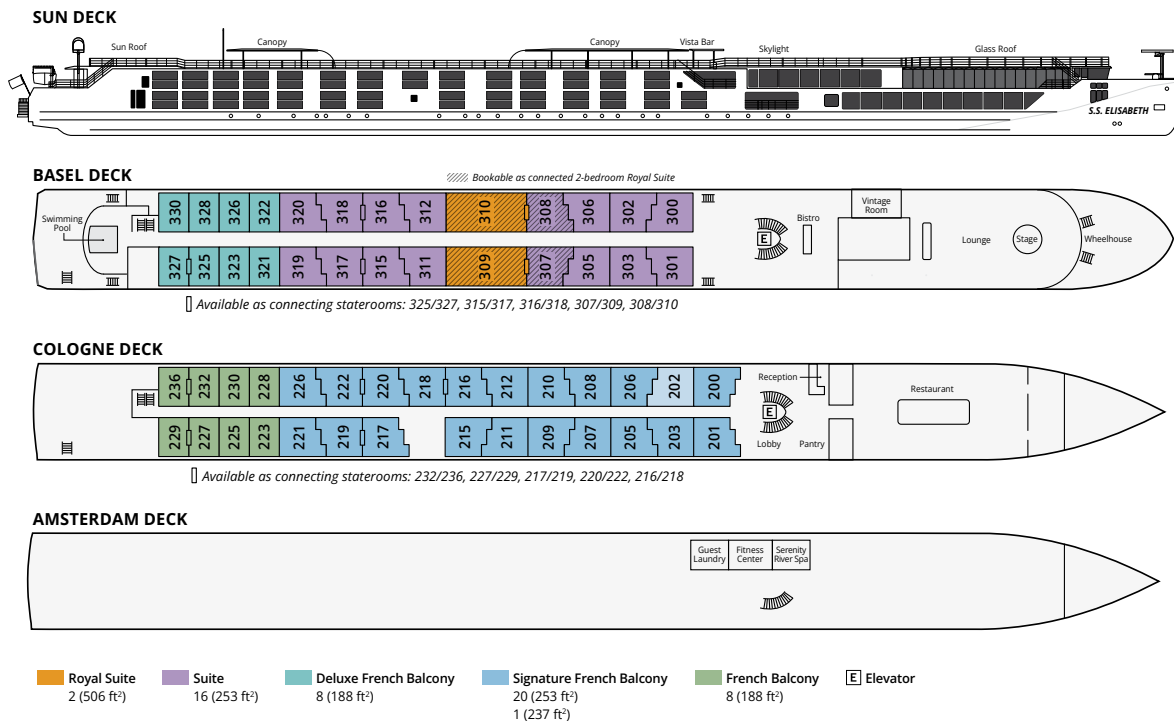 SUN DECK
Sun Roof
Canopy
Canopy
Vista Bar
Skylight
Glass Roof
S.S. ELISABETH
BASEL DECK
Bookable as connected 2-bedroom Royal Suite
Swimming
Pool
330 328 326 322 320 318 316 312 310 308 306 302 300
327 325 323 321 319 317 315 311 309 307 305 303 301
E
Bistro
Vintage
Room
Lounge
Stage
Wheelhouse
Available as connecting staterooms: 325/327, 315/317, 316/318, 307/309, 308/310
COLOGNE DECK
236 232 230 228 226 222 220 218 216 212 210 208 206 202 200
229 227 225 223 221 219 217 215 211 209 207 205 203 201
Reception
E
Lobby
Pantry
Restaurant
Available as connecting staterooms: 232/236, 227/229, 217/219, 220/222, 216/218
AMSTERDAM DECK
Guest
Laundry
Fitness
Center
Serenity
River Spa
Royal Suite
2 (506 ft²)
Suite
16 (253 ft²)
Deluxe French Balcony
8 (188 ft²)
Signature French Balcony
20 (253 ft²)
1 (237 ft²)
French Balcony
8 (188 ft²)
E Elevator